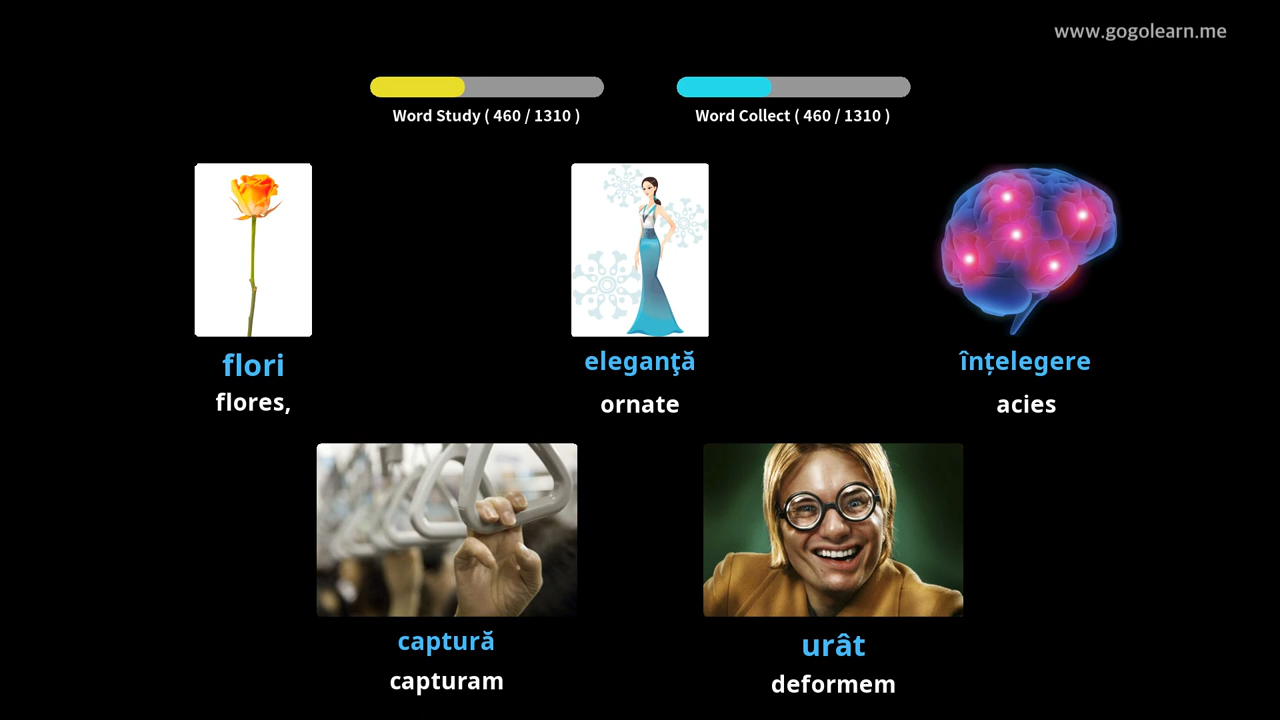 www.gogolearn.me
Word Study ( 460 / 1310 )
Word Collect ( 460 / 1310 )
flori
flores,
eleganţă
ornate
înțelegere
acies
captură
capturam
urât
deformem